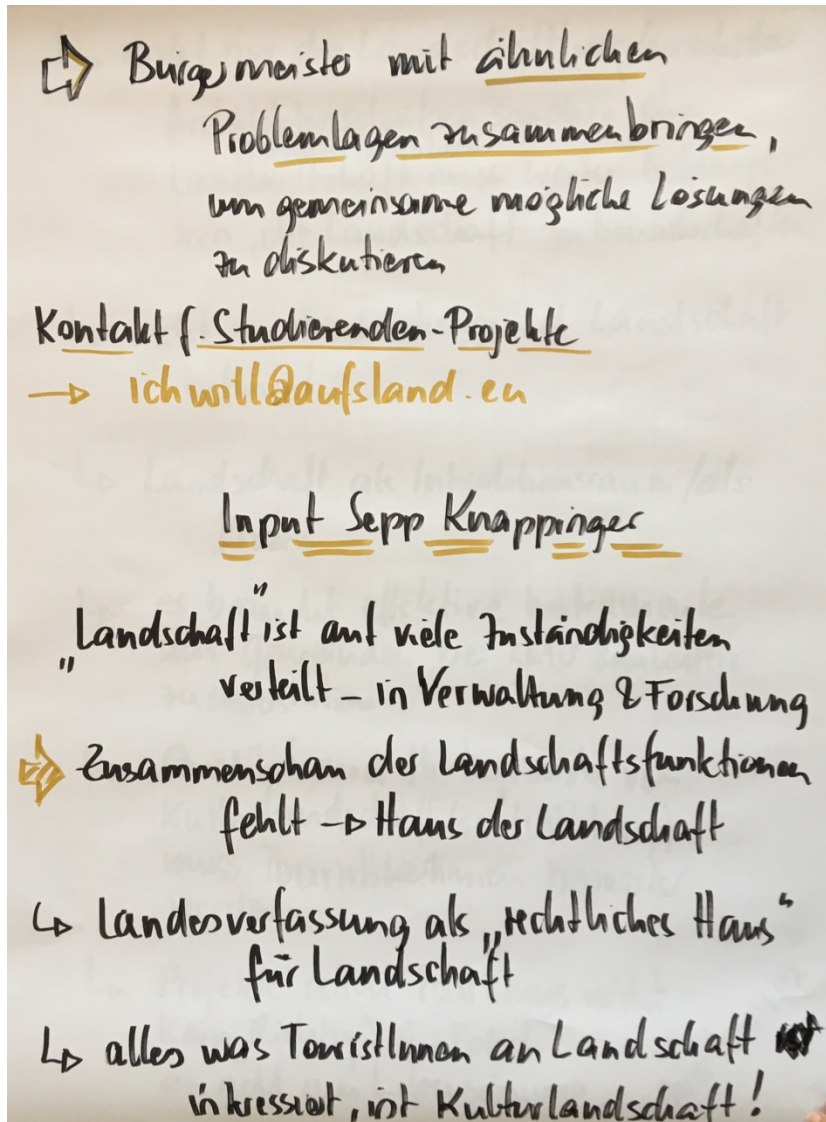 ⇨ Bürgermeister mit ähnlichen
Problemlagen zusammenbringen,
um gemeinsame mögliche Lösungen
zu diskutieren
Kontakt f. Studierenden-Projekte
→ ichwill@aufsland.eu
Input Sepp Knappinger
"Landschaft" ist auf viele Zuständigkeiten
verteilt – in Verwaltung & Forschung
⇨ Zusammenschau der Landschaftsfunktionen
fehlt → Haus der Landschaft
↳ Landesverfassung als „rechtliches Haus"
für Landschaft
↳ alles was TouristInnen an Landschaft
interessiert, ist Kulturlandschaft!